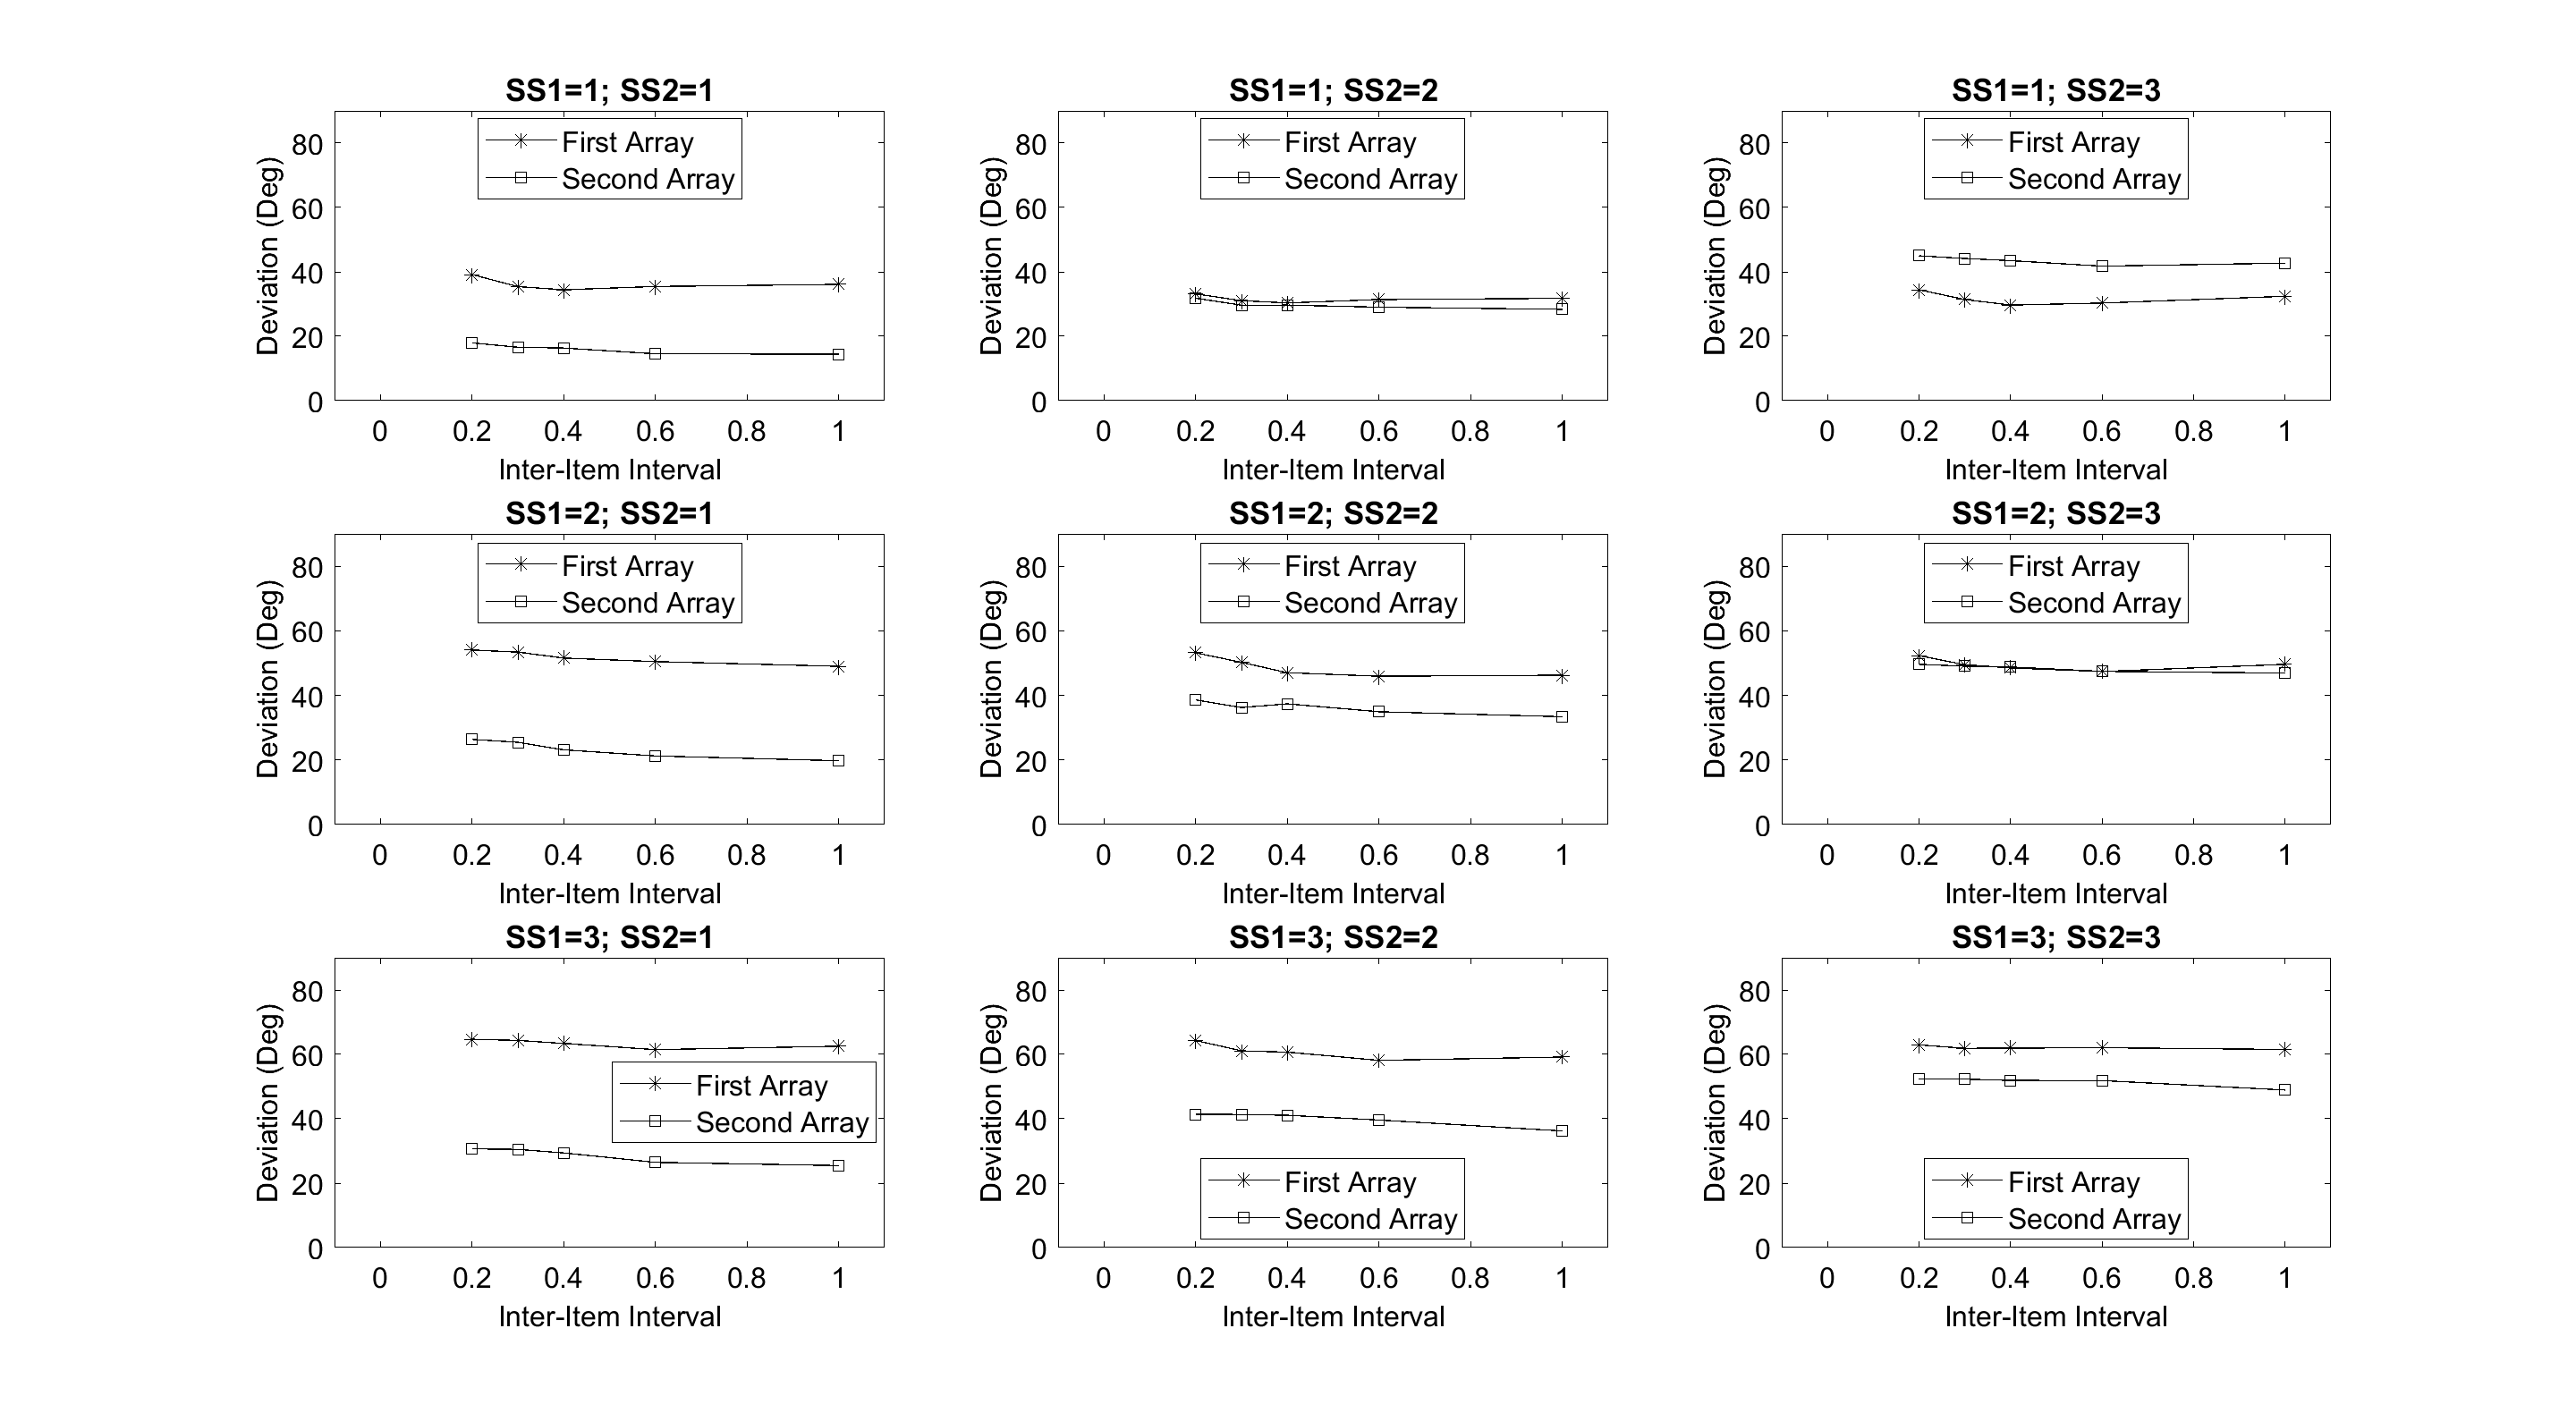 SS1=1; SS2=1
First Array
Second Array
80
60
40
20
0
Deviation (Deg)
0 0.2 0.4 0.6 0.8 1
Inter-Item Interval
SS1=1; SS2=2
First Array
Second Array
80
60
40
20
0
Deviation (Deg)
0 0.2 0.4 0.6 0.8 1
Inter-Item Interval
SS1=1; SS2=3
First Array
Second Array
80
60
40
20
0
Deviation (Deg)
0 0.2 0.4 0.6 0.8 1
Inter-Item Interval
SS1=2; SS2=1
First Array
Second Array
80
60
40
20
0
Deviation (Deg)
0 0.2 0.4 0.6 0.8 1
Inter-Item Interval
SS1=2; SS2=2
First Array
Second Array
80
60
40
20
0
Deviation (Deg)
0 0.2 0.4 0.6 0.8 1
Inter-Item Interval
SS1=2; SS2=3
First Array
Second Array
80
60
40
20
0
Deviation (Deg)
0 0.2 0.4 0.6 0.8 1
Inter-Item Interval
SS1=3; SS2=1
First Array
Second Array
80
60
40
20
0
Deviation (Deg)
0 0.2 0.4 0.6 0.8 1
Inter-Item Interval
SS1=3; SS2=2
First Array
Second Array
80
60
40
20
0
Deviation (Deg)
0 0.2 0.4 0.6 0.8 1
Inter-Item Interval
SS1=3; SS2=3
First Array
Second Array
80
60
40
20
0
Deviation (Deg)
0 0.2 0.4 0.6 0.8 1
Inter-Item Interval